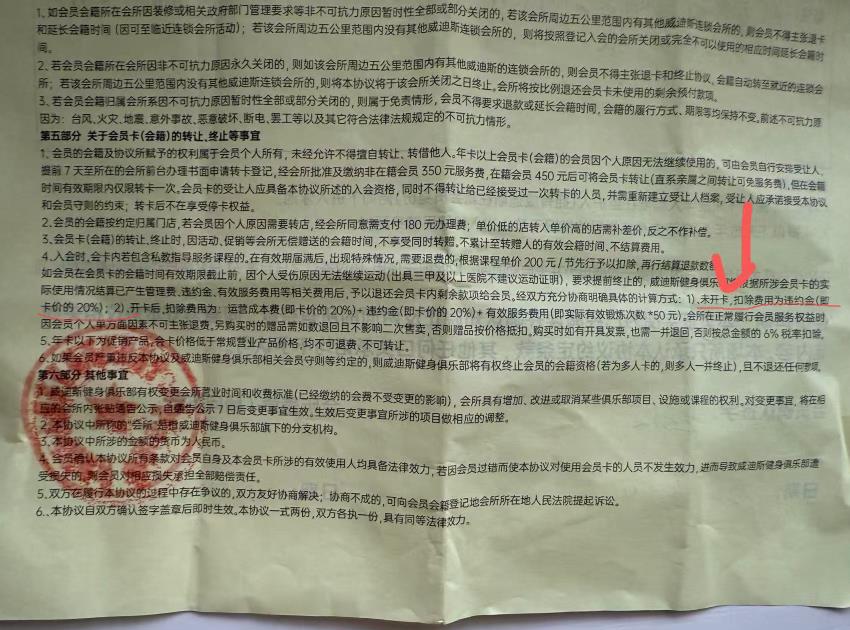 1、如会员会籍所在会所因装修或相关政府部门管理要求等非不可抗力原因暂时性全部或部分关闭的,若该会所周边五公里范围内有其他威迪斯连锁会所的,则会员不得主张退卡
和延长会籍时间(因可至临近连锁会所活动);若该会所周边五公里范围内没有其他威迪斯连锁会所的,则将按照登记入会的会所关闭或完全不可以使用的相应时间延长会籍时
间。
2、若会员会籍所在会所因非不可抗力原因永久关闭的,则如该会所周边五公里范围内有其他威迪斯的连锁会所的,则会员不得主张退卡和终止协议,会籍自动转至就近的连锁会
所;若该会所周边五公里范围内没有其他威迪斯连锁会所的,则将本协议将于该会所关闭之日终止,会所将按比例退还会员卡未使用的剩余预付款项。
3、若会员会籍归属会所系因不可抗力原因暂时性全部或部分关闭的,则属于免责情形,会员不得要求退款或延长会籍时间,会籍的履行方式、期限等均保持不变。前述不可抗力原
因为:台风、火灾、地震、意外事故、恶意破坏、断电、罢工等以及其它符合法律法规规定的不可抗力情形。
第五部分 关于会员卡(会籍)的转让、终止等事宜
1、会员的会籍及协议所赋予的权利属于会员个人所有,未经允许不得擅自转让、转借他人。年卡以上会员卡(会籍)的会员因个人原因无法继续使用的,可由会员自行安排受让人、
提前7天至所在的会所前台办理书面申请转卡登记,经会所批准及缴纳非在籍会员350元服务费,在籍会员450元后可将会员卡转让(直系亲属之间转让可免服务费),但在会籍
时间有效期限内仅限转卡一次。会员卡的受让人应具备本协议所述的入会资格,同时不得转让给已经接受过一次转卡的人员,并需重新建立受让人档案,受让人应承诺接受本协议
和会员守则的约束;转卡后不在享受停卡权益。
2、会员的会籍按约定归属门店,若会员因个人原因需要转店,经会所同意需支付180元办理费;单价低的店转入单价高的店需补差价,反之不作补偿。
3、会员卡(会籍)的转让、终止时,因活动、促销等会所无偿赠送的会籍时间,不享受同时转赠、不累计至转赠人的有效会籍时间、不结算费用。
4、入会时,会卡内若包含私教指导服务课程的。在有效期届满后,出现特殊情况,需要退费的,根据课程单价200元/节先行予以扣除,再行结算退款数
如会员在会员卡的会籍时间有效期限截止前,因个人受伤原因无法继续运动(出具三甲及以上医院不建议运动证明),要求提前终止的,威迪斯健身俱乐 据所涉会员卡的实
际使用情况结算已产生管理费、违约金、有效服务费用等相关费用后,予以退还会员卡内剩余款项给会员。经双方充分协商明确具体的计算方式:1)、未开卡,扣除费用为违约金(即
卡价的20%);2)、开卡后,扣除费用为:运营成本费(即卡价的20%)+违约金(即卡价的20%)+有效服务费用(即实际有效锻炼次数*50元),会所在正常履行会员服务权益时
因会员个人单方面因素不可主张退费。另购买时的赠品需如数退回且不影响二次售卖,否则赠品按价格抵扣。购买时如有开具发票,也需一并退回,否则按总金额的6%税率扣除。
5、年卡以下为促销产品,会卡价格低于常规营业产品价格,均不可退费、不可转让。
6、如果会员严重违反本协议及威迪斯健身俱乐部相关会员守则等约定的,则威迪斯健身俱乐部将有权终止会员的会籍资格(若为多人卡的,则多人一并终止),且不退还任何费项。
第六部分 其他事宜
1、威迪斯健身俱乐部有权变更会所营业时间和收费标准(已经缴纳的会费不受变更的影响),会所具有增加、改进或取消某些俱乐部项目、设施或课程的权利。对变更事宜,将在相
应的会所内张贴通告公示,自通告公示7日后变更事宜生效。生效后变更事宜所涉的项目做相应的调整。
2、本协议中所称的“会所”是指威迪斯健身俱乐部旗下的分支机构。
3、本协议中所涉的金额的货币为人民币。
4、会员确认本协议所有条款对会员自身及本会员卡所涉的有效使用人均具备法律效力,若因会员过错而使本协议对使用会员卡的人员不发生效力,进而导致威迪斯健身俱乐部遭
受损失的,则会员对相应损失承担全部赔偿责任。
5、双方在履行本协议的过程中存在争议的,双方友好协商解决;协商不成的,可向会员会籍登记地会所所在地人民法院提起诉讼。
6、、本协议自双方确认签字盖章后即时生效。本协议一式两份,双方各执一份,具有同等法律效力。